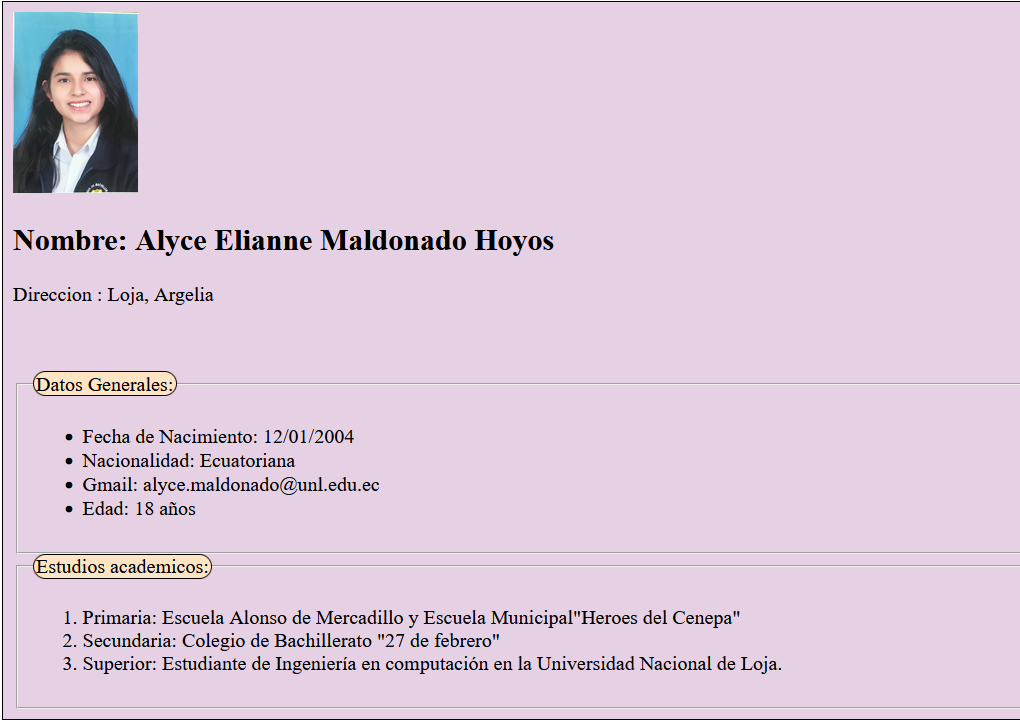 Nombre: Alyce Elianne Maldonado Hoyos
Direccion : Loja, Argelia
Datos Generales:
Fecha de Nacimiento: 12/01/2004
Nacionalidad: Ecuatoriana
Gmail: alyce.maldonado@unl.edu.ec
Edad: 18 años
Estudios academicos:
1. Primaria: Escuela Alonso de Mercadillo y Escuela Municipal"Heroes del Cenepa"
2. Secundaria: Colegio de Bachillerato "27 de febrero"
3. Superior: Estudiante de Ingeniería en computación en la Universidad Nacional de Loja.